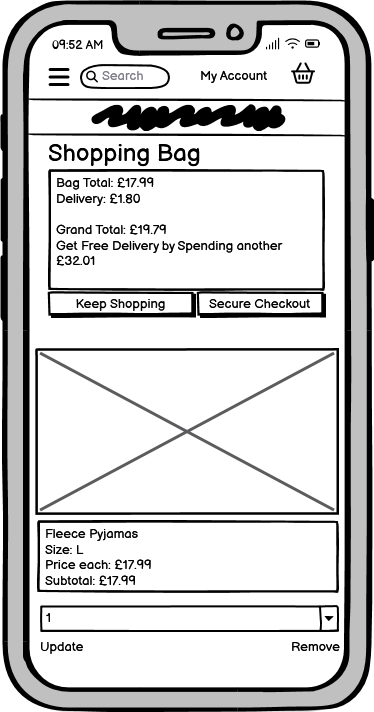 09:52 AM
Search
My Account
Shopping Bag
Bag Total: £17.99
Delivery: £1.80
Grand Total: £19.79
Get Free Delivery by Spending another
£32.01
Keep Shopping
Secure Checkout
Fleece Pyjamas
Size: L
Price each: £17.99
Subtotal: £17.99
1
Update
Remove